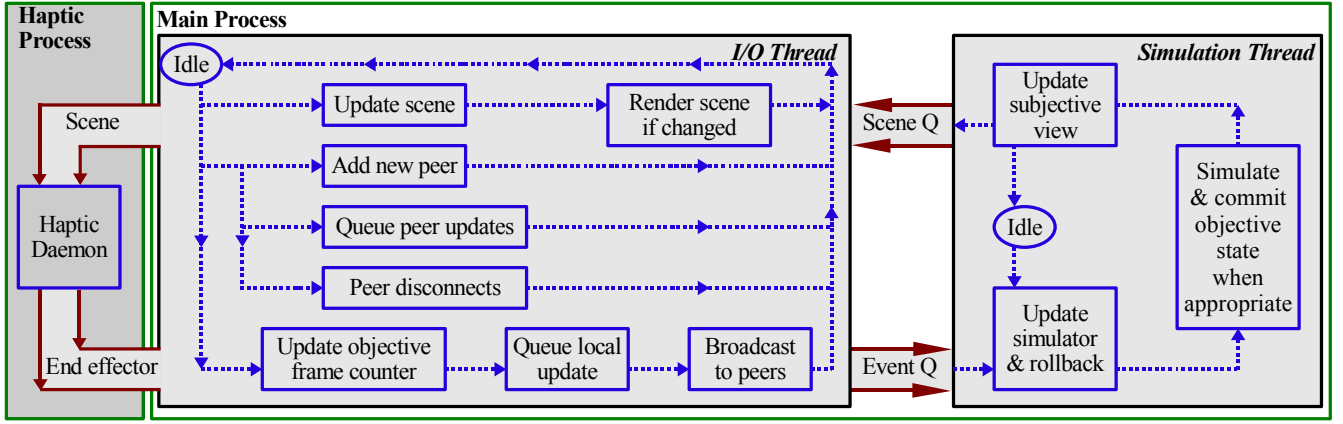 Haptic
Process
Main Process
I/O Thread
Simulation Thread
Idle
Update scene
Render scene
if changed
Add new peer
Queue peer updates
Peer disconnects
Update objective
frame counter
Queue local
update
Broadcast
to peers
Scene
Haptic
Daemon
End effector
Scene Q
Event Q
Update
subjective
view
Idle
Update
simulator
& rollback
Simulate
& commit
objective
state
when
appropriate